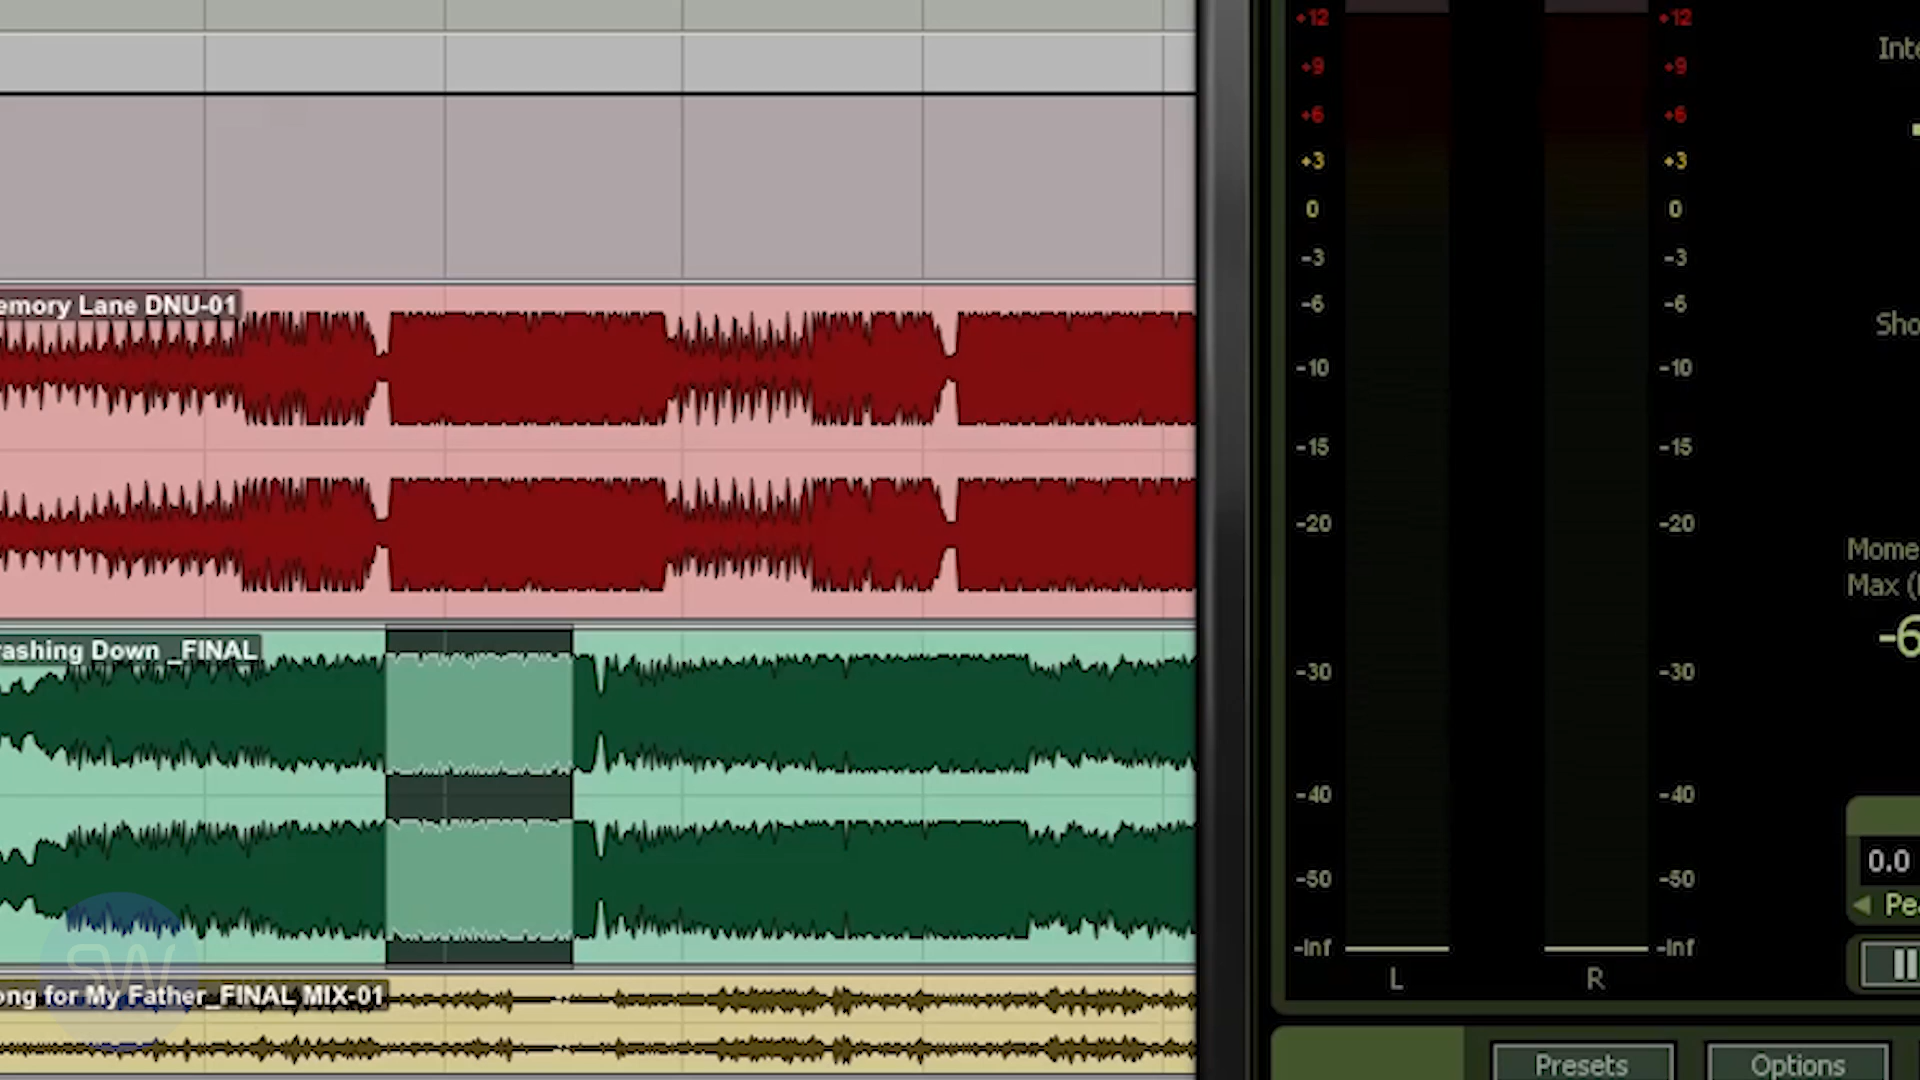 +12 +12
+9 +9
+6 +6
+3 +3
0 0
-3 -3
-6 -6
-10 -10
-15 -15
-20 -20
-30 -30
-40 -40
-50 -50
-Inf -Inf
L R
Inte
Sho
Mome
Max (
-6
0.0
Pea
Presets Options
emory Lane DNU-01
rashing Down _FINAL
ong for My Father_FINAL MIX-01
SW